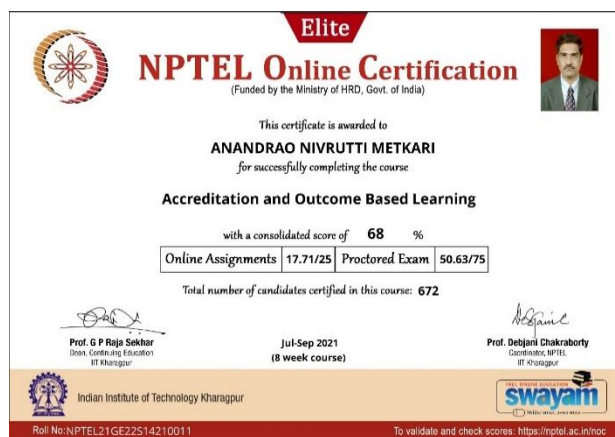 Elite
NPTEL Online Certification
(Funded by the Ministry of HRD, Govt. of India)
This certificate is awarded to
ANANDRAO NIVRUTTI METKARI
for successfully completing the course
Accreditation and Outcome Based Learning
with a consolidated score of 68 %
Online Assignments 17.71/25 Proctored Exam 50.63/75
Total number of candidates certified in this course: 672
Prof. G P Raja Sekhar
Dean, Continuing Education
IIT Kharagpur
Jul-Sep 2021
(8 week course)
Prof. Debjani Chakraborty
Coordinator, NPTEL
IIT Kharagpur
Indian Institute of Technology Kharagpur
FREE ONLINE EDUCATION
swayam
Roll No:NPTEL21GE22S14210011
To validate and check scores: https://nptel.ac.in/noc